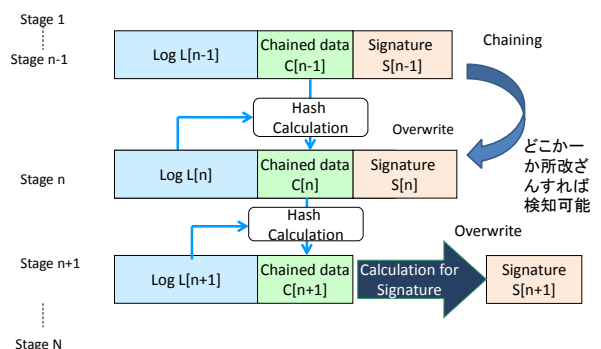 Stage 1
Stage n-1
Log L[n-1]
Chained data
C[n-1]
Signature
S[n-1]
Chaining
Hash
Calculation
Overwrite
どこか一
か所改ざ
んすれば
検知可能
Stage n
Log L[n]
Chained data
C[n]
Signature
S[n]
Hash
Calculation
Overwrite
Stage n+1
Log L[n+1]
Chained data
C[n+1]
Calculation for
Signature
Signature
S[n+1]
Stage N